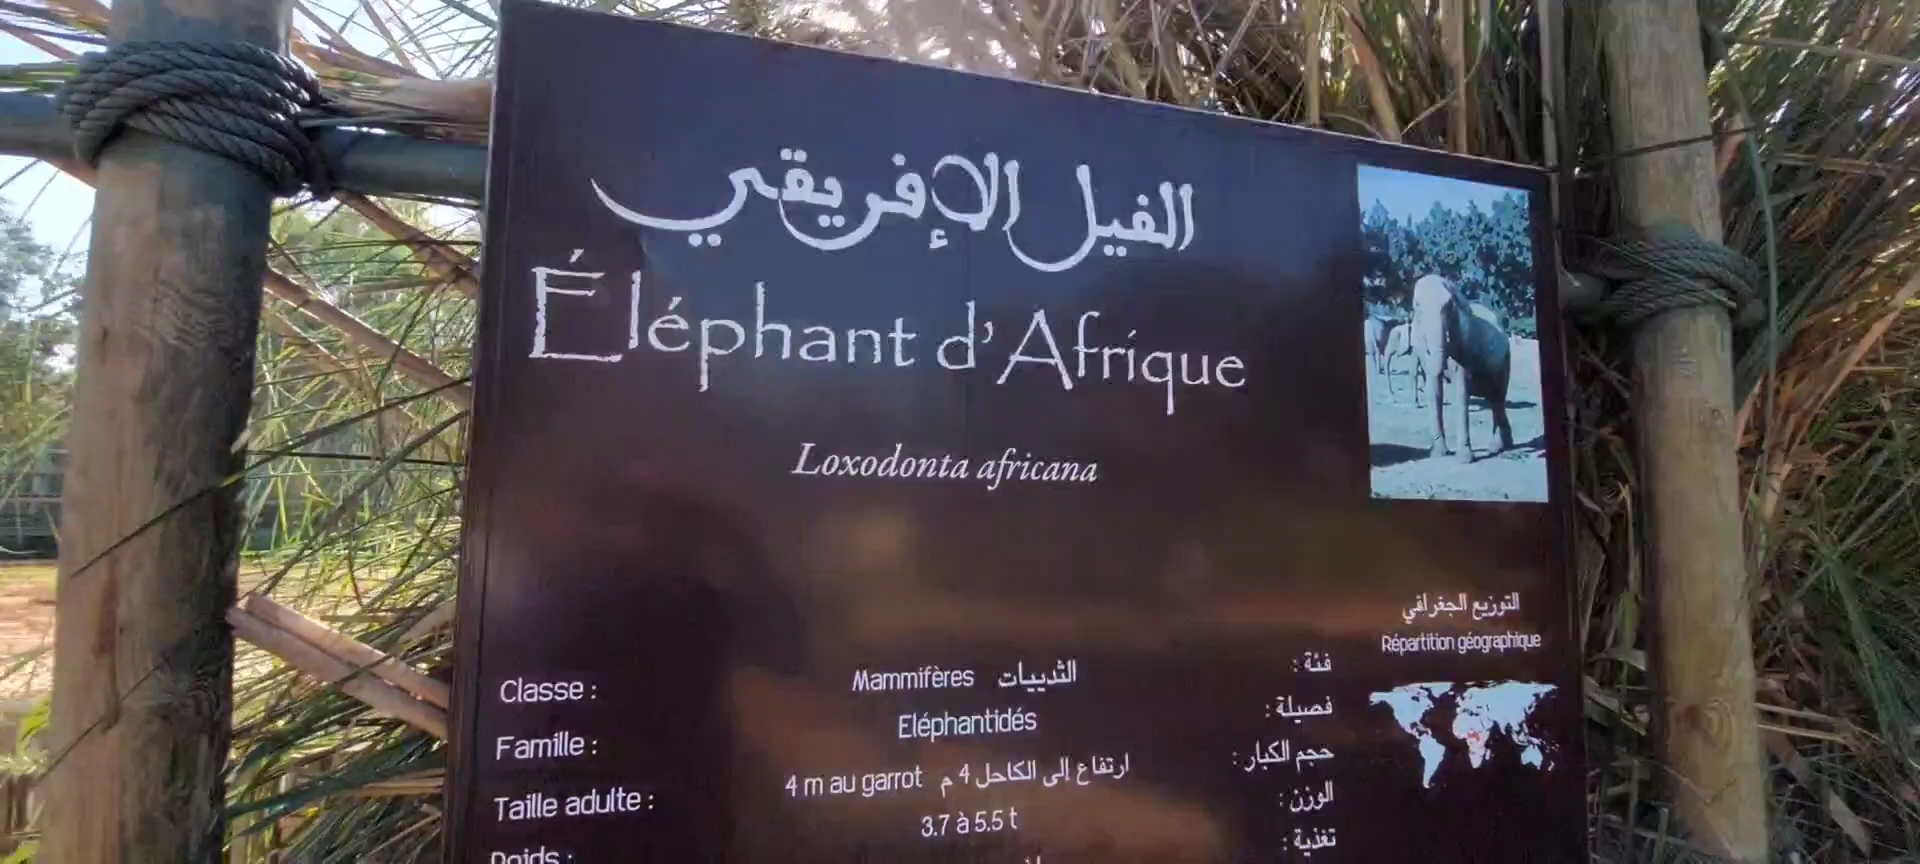 الفيل الإفريقي
Éléphant d'Afrique
Loxodonta africana
التوزيع الجغرافي
Répartition géographique
Classe : Mammifères الثدييات فئة :
Famille : Eléphantidés فصيلة :
Taille adulte : 4 m au garrot ارتفاع إلى الكاحل 4 م حجم الكبار :
Poids : 3.7 à 5.5 t الوزن :
تغذية :